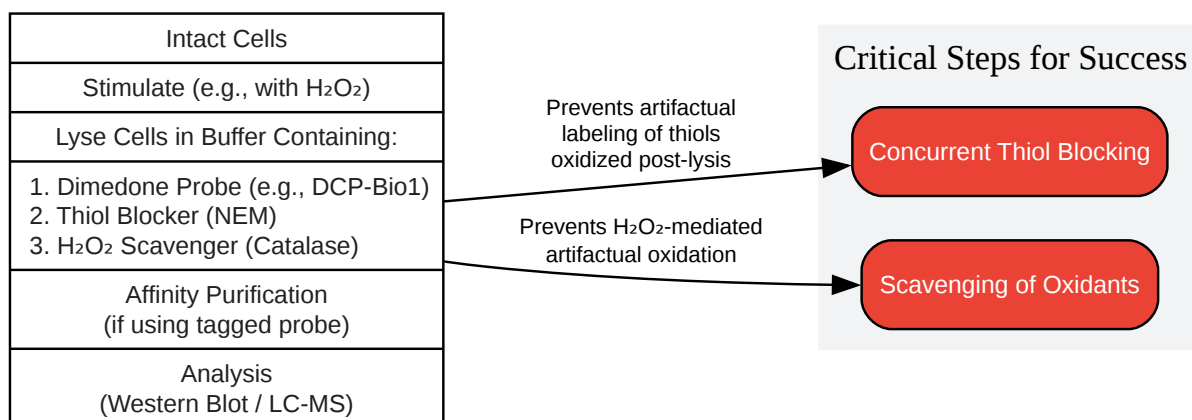 Intact Cells
Stimulate (e.g., with H₂O₂)
Lyse Cells in Buffer Containing:
1. Dimedone Probe (e.g., DCP-Bio1)
2. Thiol Blocker (NEM)
3. H₂O₂ Scavenger (Catalase)
Affinity Purification
(if using tagged probe)
Analysis
(Western Blot / LC-MS)
Prevents artifactual
labeling of thiols
oxidized post-lysis
Prevents H₂O₂-mediated
artifactual oxidation
Critical Steps for Success
Concurrent Thiol Blocking
Scavenging of Oxidants